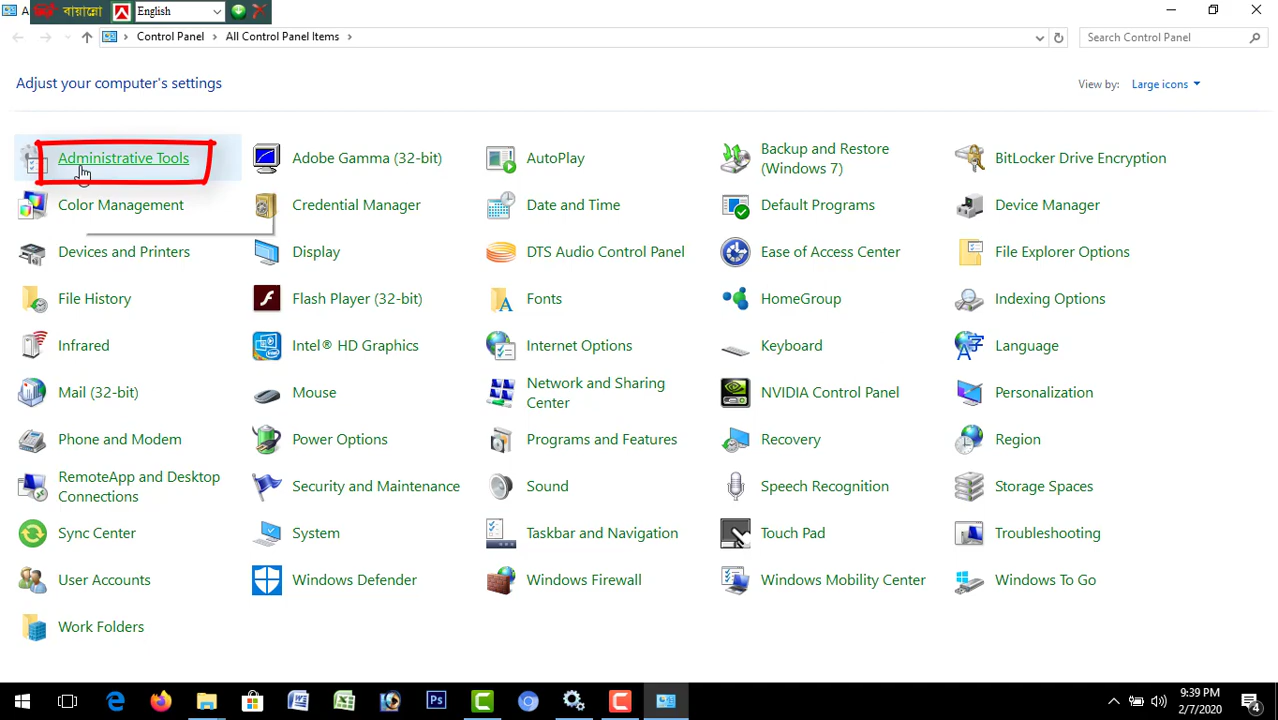 A
বায়ান্নো
English
Control Panel
All Control Panel Items
Search Control Panel
Adjust your computer's settings
View by:
Large icons
Administrative Tools
Adobe Gamma (32-bit)
AutoPlay
Backup and Restore
(Windows 7)
BitLocker Drive Encryption
Color Management
Credential Manager
Date and Time
Default Programs
Device Manager
Devices and Printers
Display
DTS Audio Control Panel
Ease of Access Center
File Explorer Options
File History
Flash Player (32-bit)
Fonts
HomeGroup
Indexing Options
Infrared
Intel® HD Graphics
Internet Options
Keyboard
Language
Mail (32-bit)
Mouse
Network and Sharing
Center
NVIDIA Control Panel
Personalization
Phone and Modem
Power Options
Programs and Features
Recovery
Region
RemoteApp and Desktop
Connections
Security and Maintenance
Sound
Speech Recognition
Storage Spaces
Sync Center
System
Taskbar and Navigation
Touch Pad
Troubleshooting
User Accounts
Windows Defender
Windows Firewall
Windows Mobility Center
Windows To Go
Work Folders
Ps
9:39 PM
2/7/2020
4